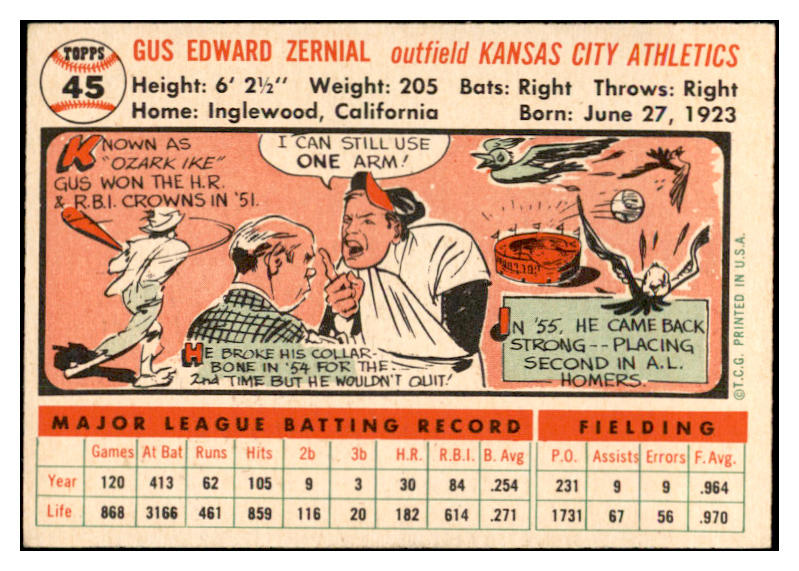 TOPPS
45
GUS EDWARD ZERNIAL outfield KANSAS CITY ATHLETICS
Height: 6' 2½" Weight: 205 Bats: Right Throws: Right
Home: Inglewood, California Born: June 27, 1923
KNOWN AS
"OZARK IKE"
GUS WON THE H.R.
& R.B.I. CROWNS IN '51.
I CAN STILL USE
ONE ARM!
HE BROKE HIS COLLAR-
BONE IN '54 FOR THE
2nd TIME BUT HE WOULDN'T QUIT!
IN '55, HE CAME BACK
STRONG--PLACING
SECOND IN A.L.
HOMERS.
©T.C.G. PRINTED IN U.S.A.
MAJOR LEAGUE BATTING RECORD FIELDING
Games At Bat Runs Hits 2b 3b H.R. R.B.I. B. Avg P.O. Assists Errors F. Avg.
Year 120 413 62 105 9 3 30 84 .254 231 9 9 .964
Life 868 3166 461 859 116 20 182 614 .271 1731 67 56 .970